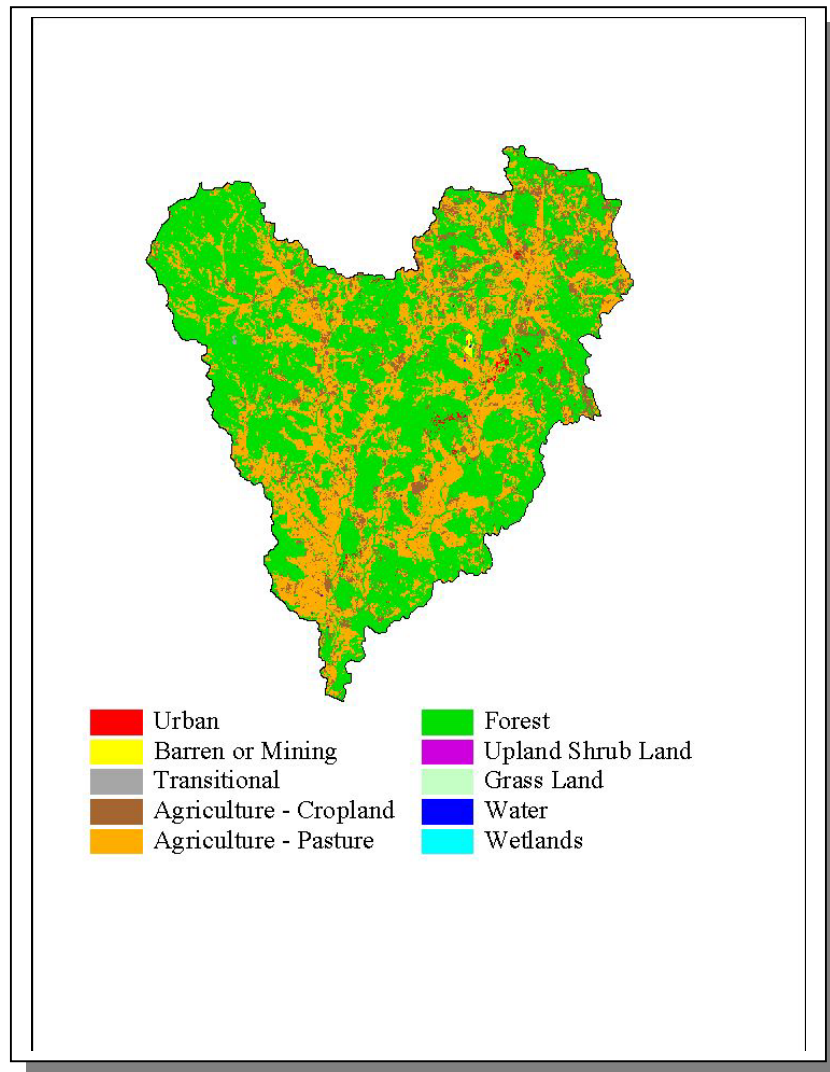 Urban
Barren or Mining
Transitional
Agriculture - Cropland
Agriculture - Pasture
Forest
Upland Shrub Land
Grass Land
Water
Wetlands